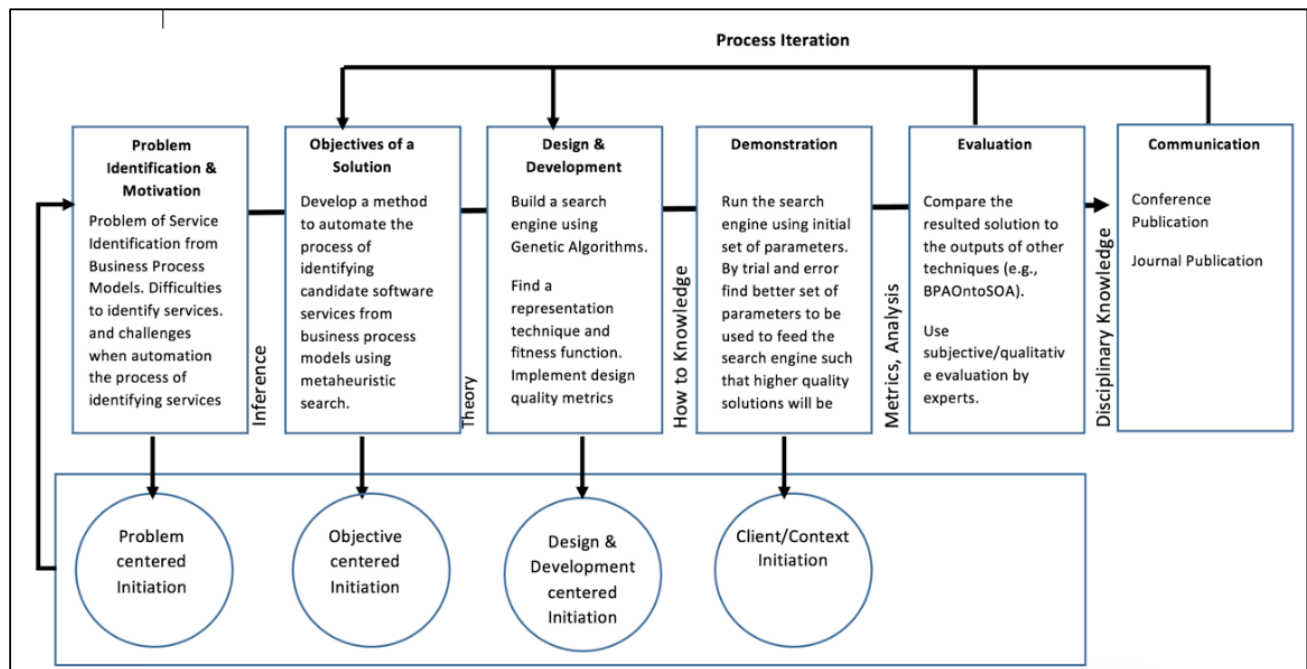 Process Iteration
Problem
Identification &
Motivation
Problem of Service
Identification from
Business Process
Models. Difficulties
to identify services.
and challenges
when automation
the process of
identifying services
Inference
Objectives of a
Solution
Develop a method
to automate the
process of
identifying
candidate software
services from
business process
models using
metaheuristic
search.
Theory
Design &
Development
Build a search
engine using
Genetic Algorithms.
Find a
representation
technique and
fitness function.
Implement design
quality metrics
How to Knowledge
Demonstration
Run the search
engine using initial
set of parameters.
By trial and error
find better set of
parameters to be
used to feed the
search engine such
that higher quality
solutions will be
Metrics, Analysis
Evaluation
Compare the
resulted solution to
the outputs of other
techniques (e.g.,
BPAOntoSOA).
Use
subjective/qualitativ
e evaluation by
experts.
Disciplinary Knowledge
Communication
Conference
Publication
Journal Publication
Problem
centered
Initiation
Objective
centered
Initiation
Design &
Development
centered
Initiation
Client/Context
Initiation